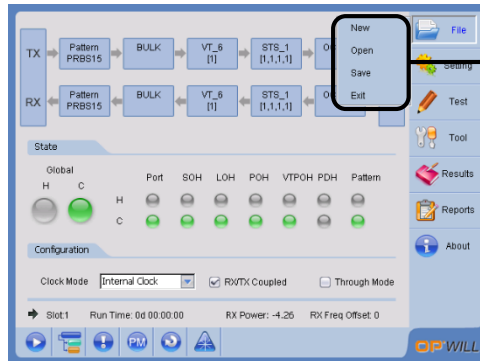 New
File
Open
Setting
Save
Exit
TX
Pattern
PRBS15
BULK
VT_6
[1]
STS_1
[1,1,1,1]
RX
Pattern
PRBS15
BULK
VT_6
[1]
STS_1
[1,1,1,1]
Test
Tool
Results
Reports
About
State
Global
H C
Port SOH LOH POH VTPOH PDH Pattern
H
C
Configuration
Clock Mode Internal Clock RX/TX Coupled Through Mode
Slot:1 Run Time: 0d 00:00:00 RX Power: -4.26 RX Freq Offset: 0
PM
OPWILL